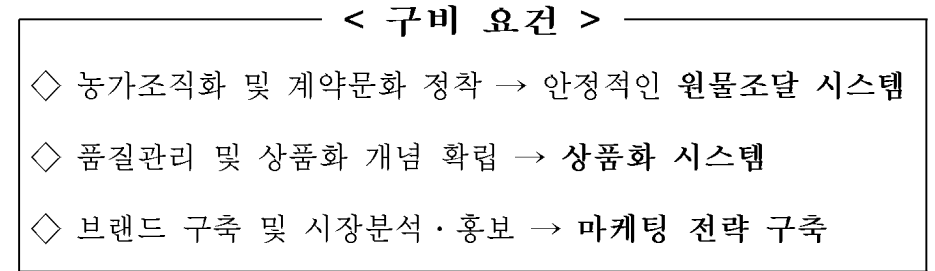 < 구비 요건 >
◇ 농가조직화 및 계약문화 정착 → 안정적인 원물조달 시스템
◇ 품질관리 및 상품화 개념 확립 → 상품화 시스템
◇ 브랜드 구축 및 시장분석·홍보 → 마케팅 전략 구축